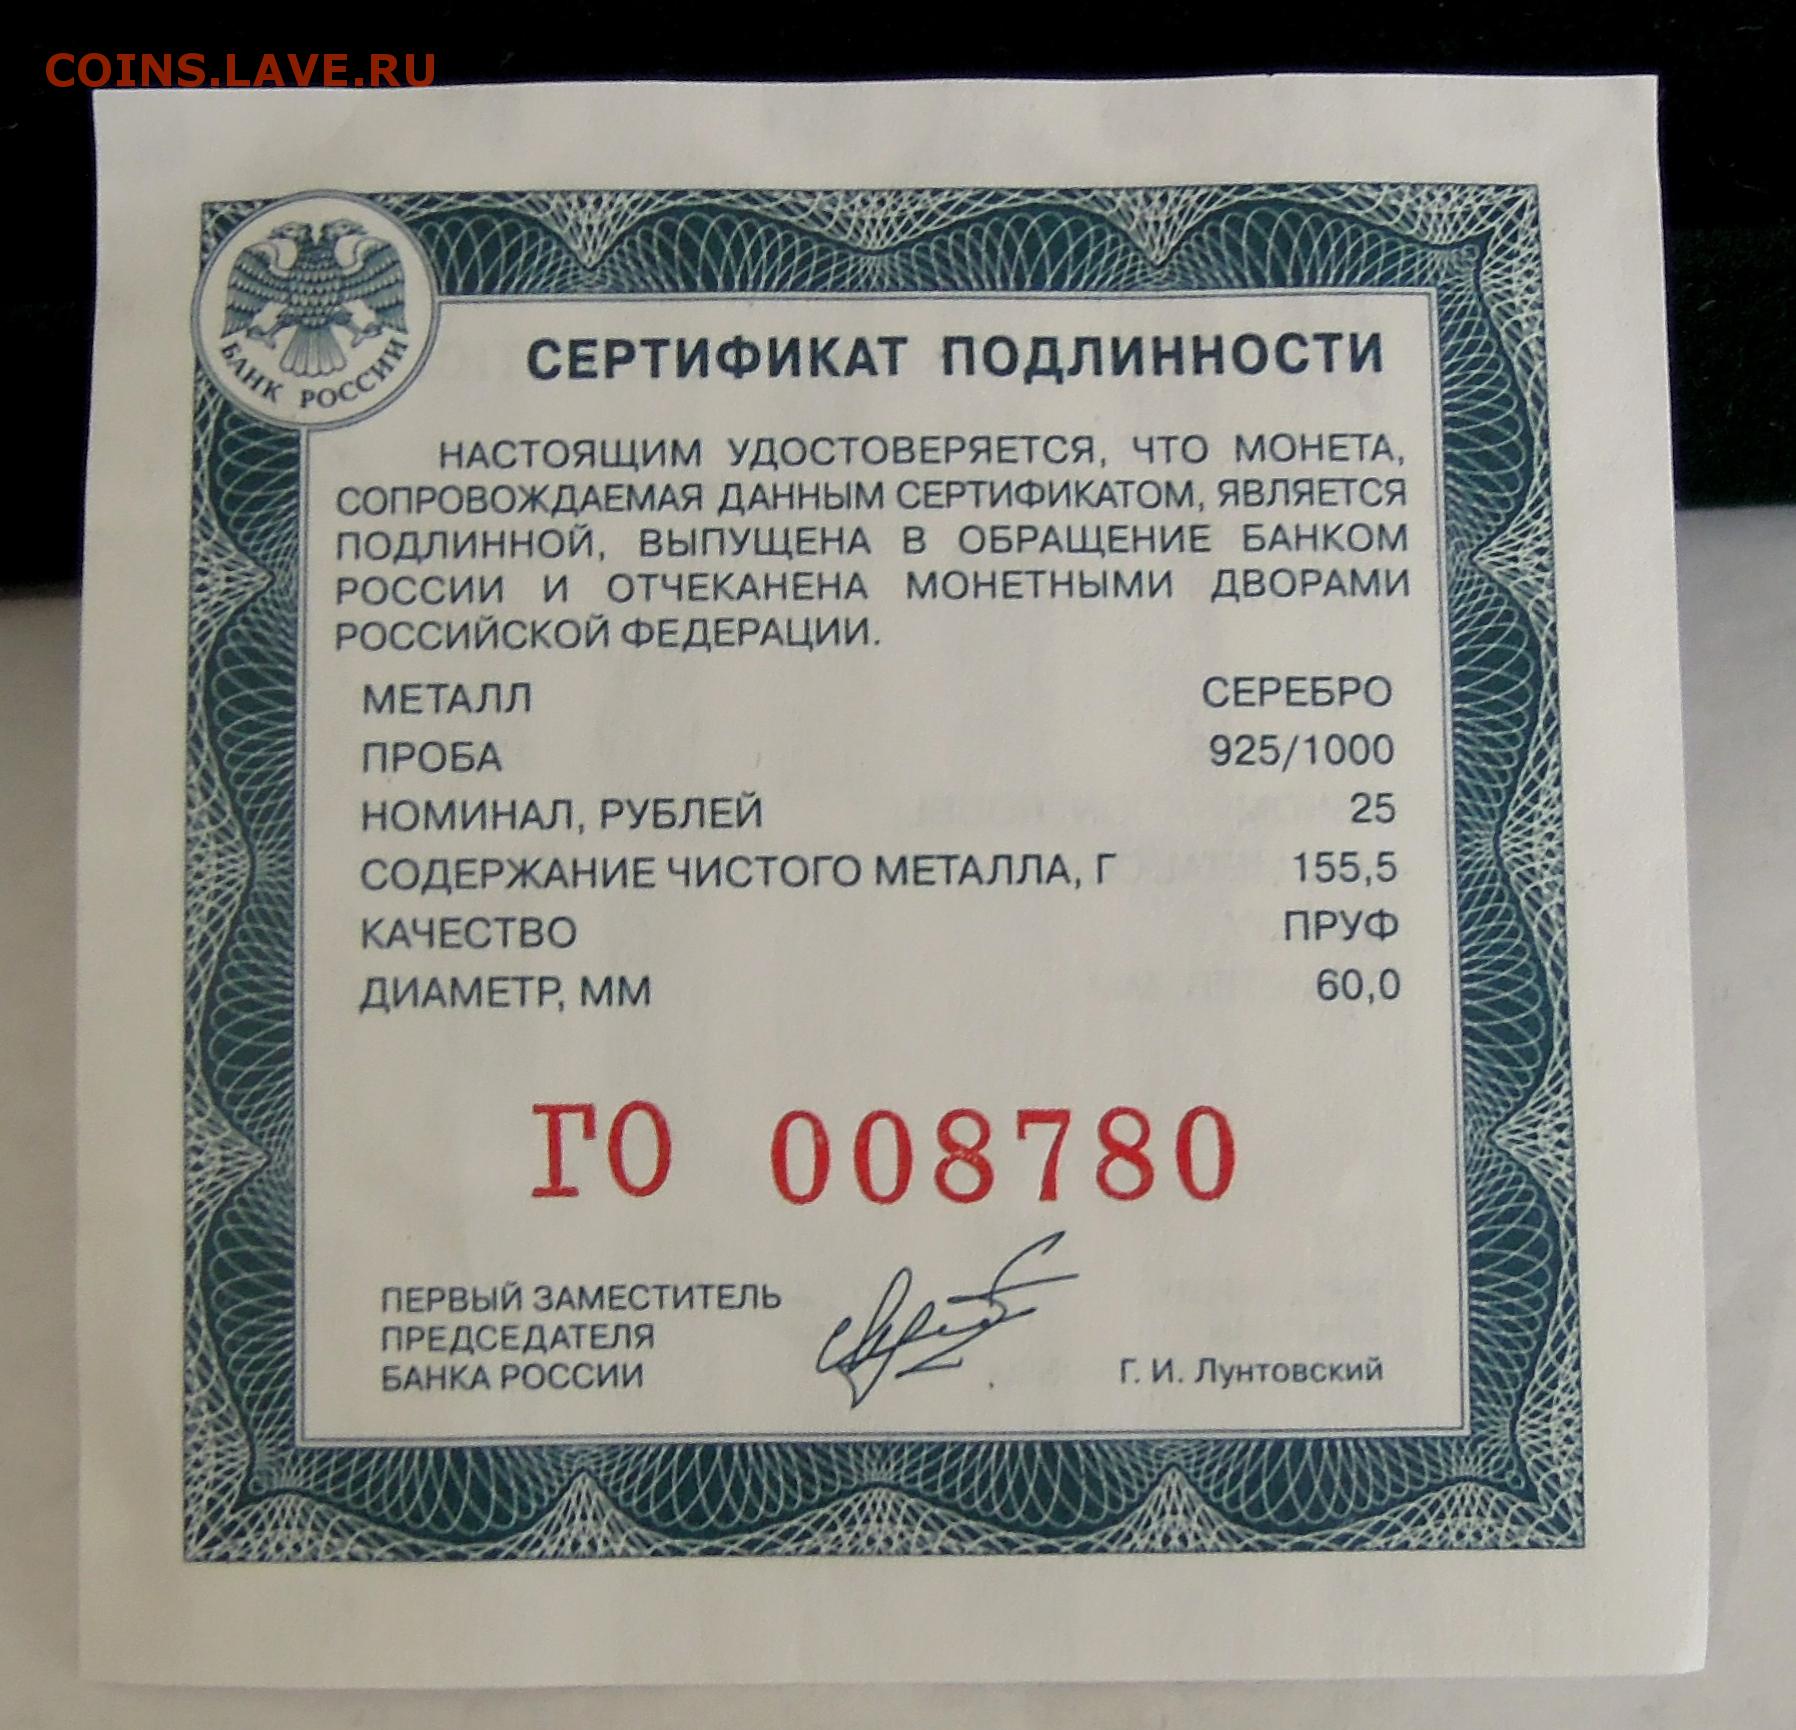 COINS.LAVE.RU
БАНК РОССИИ
СЕРТИФИКАТ ПОДЛИННОСТИ
НАСТОЯЩИМ УДОСТОВЕРЯЕТСЯ, ЧТО МОНЕТА,
СОПРОВОЖДАЕМАЯ ДАННЫМ СЕРТИФИКАТОМ, ЯВЛЯЕТСЯ
ПОДЛИННОЙ, ВЫПУЩЕНА В ОБРАЩЕНИЕ БАНКОМ
РОССИИ И ОТЧЕКАНЕНА МОНЕТНЫМИ ДВОРАМИ
РОССИЙСКОЙ ФЕДЕРАЦИИ.
МЕТАЛЛ СЕРЕБРО
ПРОБА 925/1000
НОМИНАЛ, РУБЛЕЙ 25
СОДЕРЖАНИЕ ЧИСТОГО МЕТАЛЛА, Г 155,5
КАЧЕСТВО ПРУФ
ДИАМЕТР, ММ 60,0
ГО 008780
ПЕРВЫЙ ЗАМЕСТИТЕЛЬ
ПРЕДСЕДАТЕЛЯ
БАНКА РОССИИ Г. И. Лунтовский